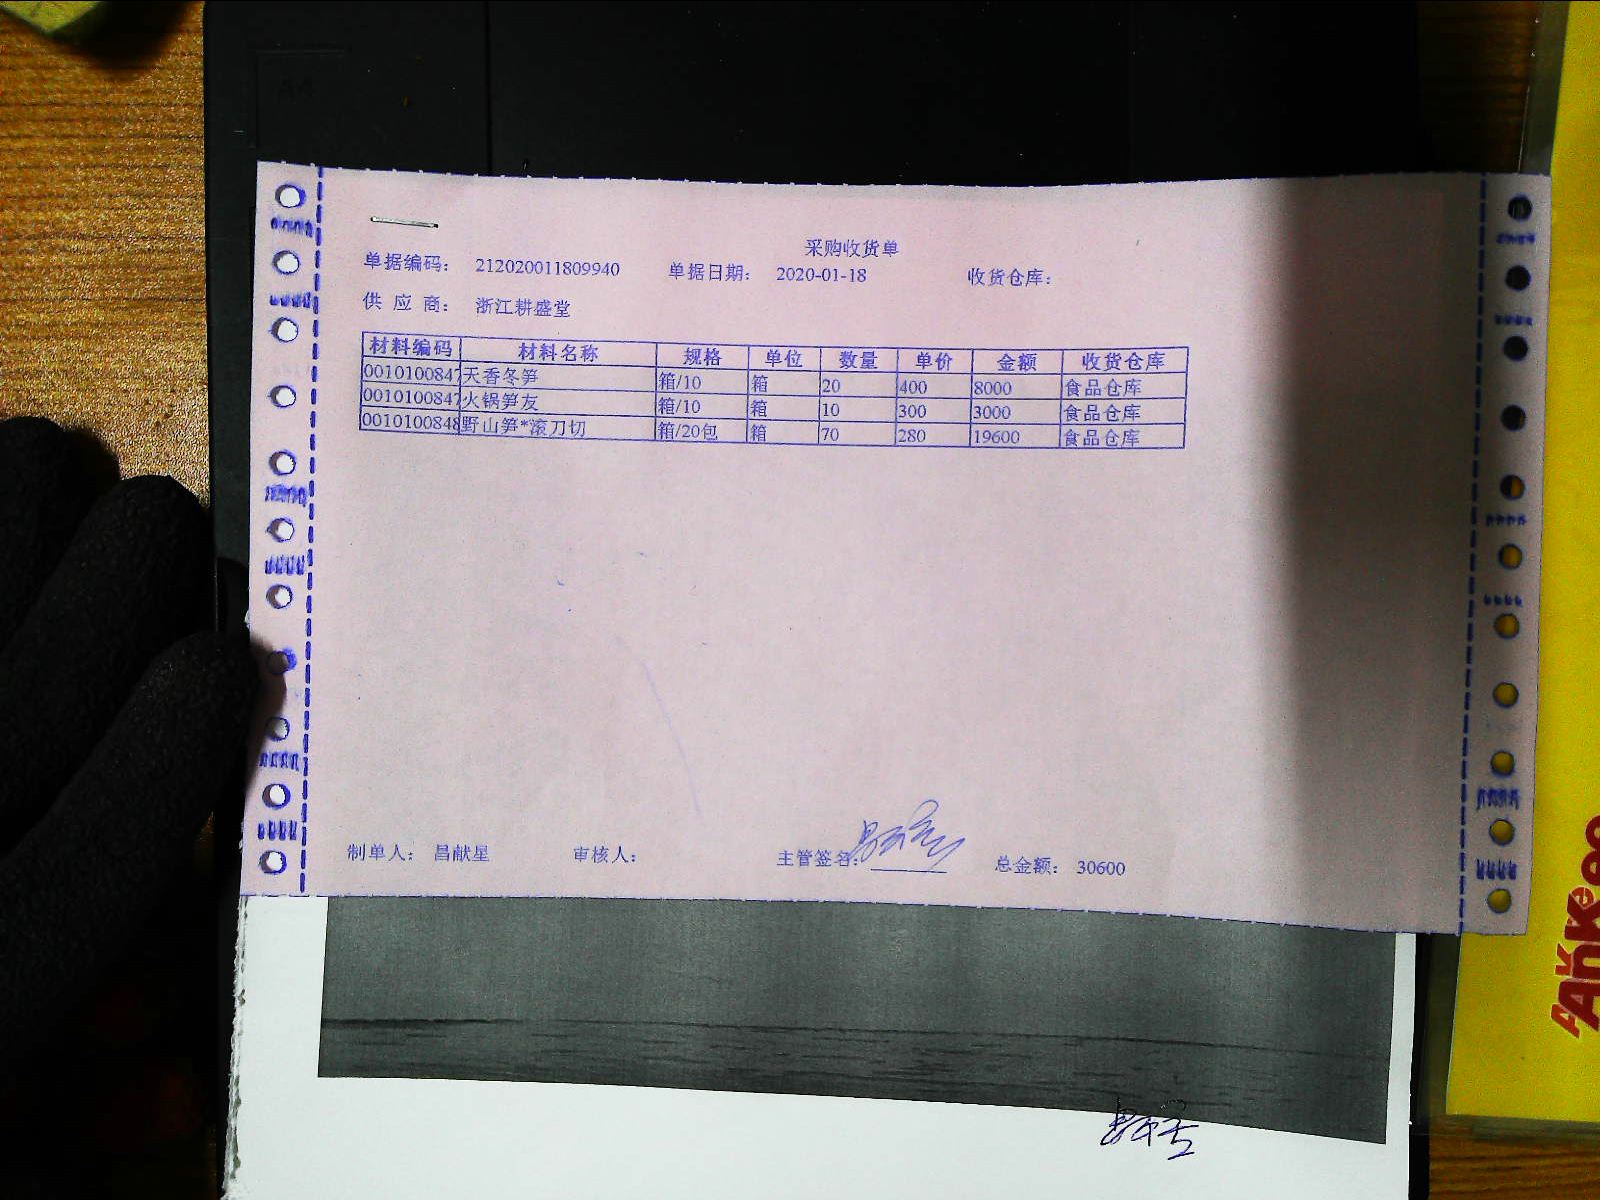 采购收货单
单据编码： 212020011809940 单据日期： 2020-01-18 收货仓库：
供 应 商： 浙江耕盛堂
材料编码 材料名称 规格 单位 数量 单价 金额 收货仓库
0010100847 天香冬笋 箱/10 箱 20 400 8000 食品仓库
0010100847 火锅笋友 箱/10 箱 10 300 3000 食品仓库
0010100848 野山笋*滚刀切 箱/20包 箱 70 280 19600 食品仓库
制单人： 昌献星 审核人： 主管签名： 总金额： 30600